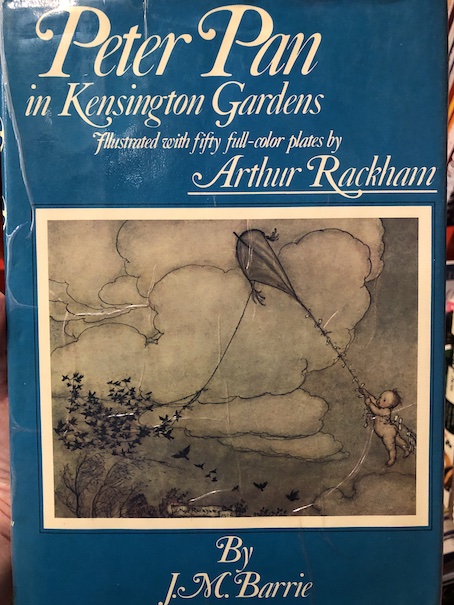 Peter Pan
in Kensington Gardens
Illustrated with fifty full-color plates by
Arthur Rackham
By
J.M. Barrie